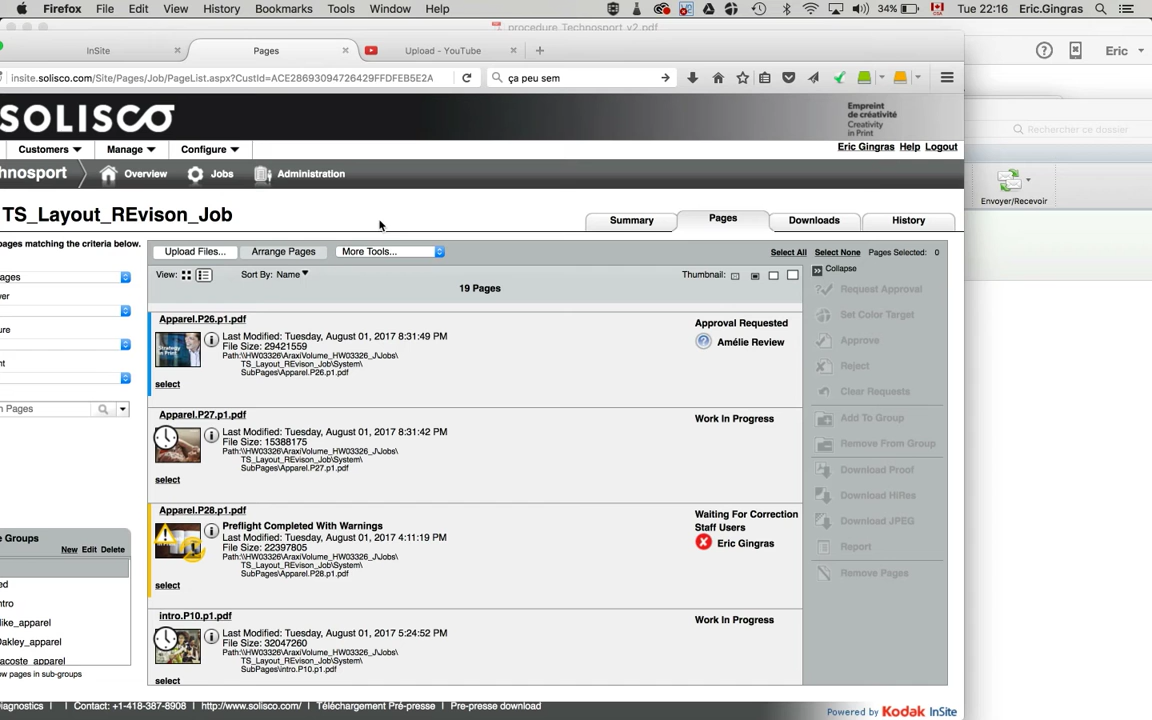 Firefox File Edit View History Bookmarks Tools Window Help 34% Tue 22:16 Eric.Gingras
procedure Technosport v2.pdf
InSite Pages Upload - YouTube
Eric
insite.solisco.com/Site/Pages/Job/PageList.aspx?CustId=ACE28693094726429FFDFEB5E2A ça peu sem
SOLISCO
Empreint
de créativité
Creativity
in Print
Rechercher ce dossier
Customers Manage Configure
Eric Gingras Help Logout
hnosport Overview Jobs Administration
Envoyer/Recevoir
TS_Layout_REvison_Job
Summary Pages Downloads History
pages matching the criteria below.
Upload Files... Arrange Pages More Tools... Select All Select None Pages Selected: 0
View: Sort By: Name Thumbnail: Collapse
19 Pages
Apparel.P26.p1.pdf
Last Modified: Tuesday, August 01, 2017 8:31:49 PM
File Size: 29421559
Path:\\HW03326\AraxiVolume_HW03326_J\Jobs\
TS_Layout_REvison_Job\System\
SubPages\Apparel.P26.p1.pdf
select
Approval Requested
Amélie Review
Apparel.P27.p1.pdf
Last Modified: Tuesday, August 01, 2017 8:31:42 PM
File Size: 15388175
Path:\\HW03326\AraxiVolume_HW03326_J\Jobs\
TS_Layout_REvison_Job\System\
SubPages\Apparel.P27.p1.pdf
select
Work In Progress
Apparel.P28.p1.pdf
Preflight Completed With Warnings
Last Modified: Tuesday, August 01, 2017 4:11:19 PM
File Size: 22397805
Path:\\HW03326\AraxiVolume_HW03326_J\Jobs\
TS_Layout_REvison_Job\System\
SubPages\Apparel.P28.p1.pdf
select
Waiting For Correction
Staff Users
Eric Gingras
intro.P10.p1.pdf
Last Modified: Tuesday, August 01, 2017 5:24:52 PM
File Size: 32047260
Path:\\HW03326\AraxiVolume_HW03326_J\Jobs\
TS_Layout_REvison_Job\System\
SubPages\intro.P10.p1.pdf
select
Work In Progress
Request Approval
Set Color Target
Approve
Reject
Clear Requests
Add To Group
Remove From Group
Download Proof
Download HiRes
Download JPEG
Report
Remove Pages
ages
er
ure
nt
n Pages
e Groups
New Edit Delete
ed
ntro
like_apparel
Oakley_apparel
acoste_apparel
ow pages in sub-groups
iagnostics | | Contact: +1-418-387-8908 | http://www.solisco.com/ | Téléchargement Pré-presse | Pre-presse download
Powered by Kodak InSite